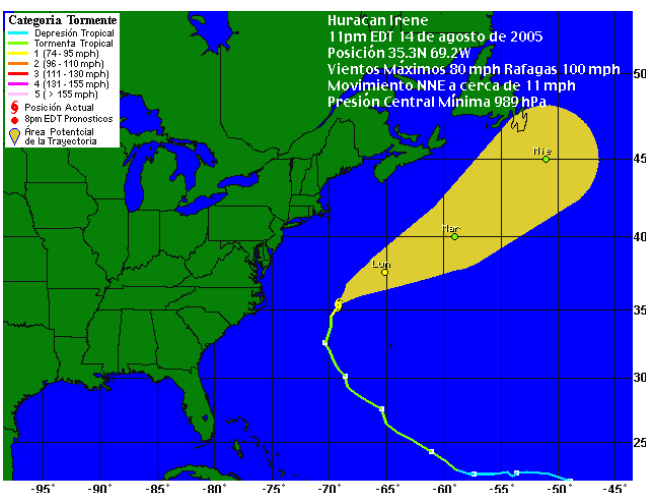 Categoria Tormente
Depresión Tropical
Tormenta Tropical
1 (74 - 95 mph)
2 (96 - 110 mph)
3 (111 - 130 mph)
4 (131 - 155 mph)
5 ( > 155 mph)
Posición Actual
8pm EDT Pronosticos
Área Potencial
de la Trayectoria
Huracan Irene
11pm EDT 14 de agosto de 2005
Posición 35.3N 69.2W
Vientos Máximos 80 mph Rafagas 100 mph
Movimiento NNE a cerca de 11 mph
Presión Central Mínima 989 hPa
50
Mie
45
Mar
40
Lun
35
30
25
-95° -90° -85° -80° -75° -70° -65° -60° -55° -50° -45°